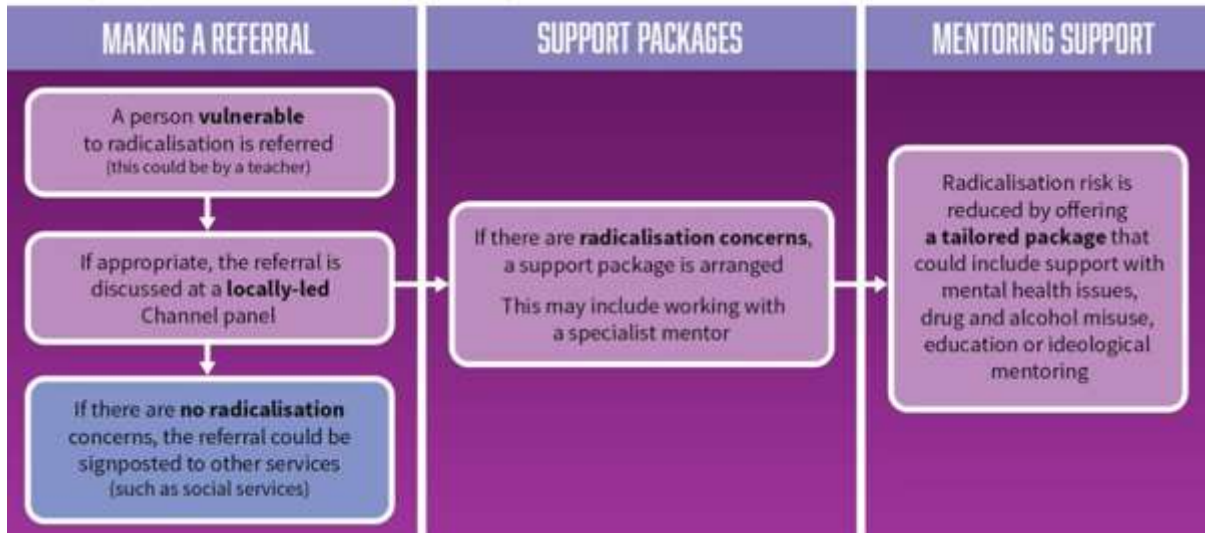 MAKING A REFERRAL
A person vulnerable
to radicalisation is referred
(this could be by a teacher)
If appropriate, the referral is
discussed at a locally-led
Channel panel
If there are no radicalisation
concerns, the referral could be
signposted to other services
(such as social services)
SUPPORT PACKAGES
If there are radicalisation concerns,
a support package is arranged
This may include working with
a specialist mentor
MENTORING SUPPORT
Radicalisation risk is
reduced by offering
a tailored package that
could include support with
mental health issues,
drug and alcohol misuse,
education or ideological
mentoring